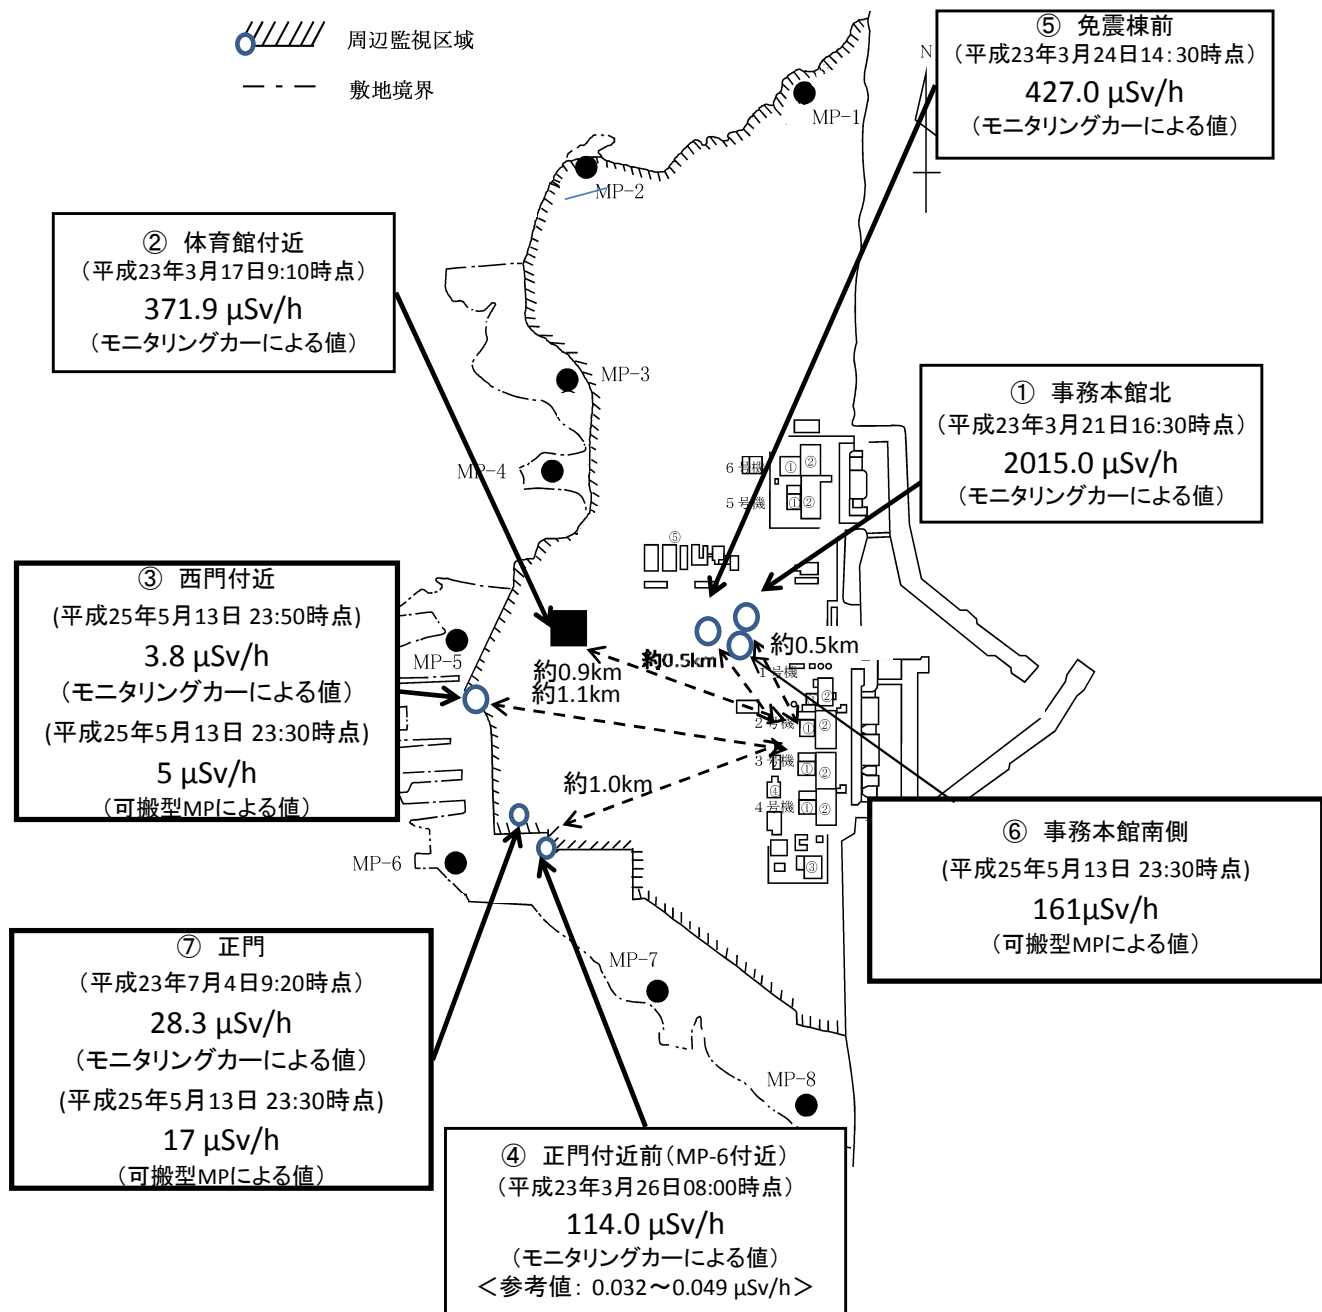 周辺監視区域
敷地境界
⑤ 免震棟前
（平成23年3月24日14：30時点）
427.0 μSv/h
（モニタリングカーによる値）
N
MP-1
MP-2
② 体育館付近
（平成23年3月17日9:10時点）
371.9 μSv/h
（モニタリングカーによる値）
MP-3
① 事務本館北
（平成23年3月21日16:30時点）
2015.0 μSv/h
（モニタリングカーによる値）
MP-4
6号機
①
②
5号機
①
②
⑤
③ 西門付近
(平成25年5月13日 23:50時点)
3.8 μSv/h
（モニタリングカーによる値）
(平成25年5月13日 23:30時点)
5 μSv/h
（可搬型MPによる値）
MP-5
約0.9km
約1.1km
約0.5km
約0.5km
1号機
②
2号機
①
②
3号機
①
②
④
4号機
①
②
③
約1.0km
⑥ 事務本館南側
(平成25年5月13日 23:30時点)
161μSv/h
（可搬型MPによる値）
MP-6
⑦ 正門
（平成23年7月4日9:20時点）
28.3 μSv/h
（モニタリングカーによる値）
(平成25年5月13日 23:30時点)
17 μSv/h
（可搬型MPによる値）
MP-7
MP-8
④ 正門付近前（MP-6付近）
（平成23年3月26日08:00時点）
114.0 μSv/h
（モニタリングカーによる値）
＜参考値： 0.032～0.049 μSv/h＞